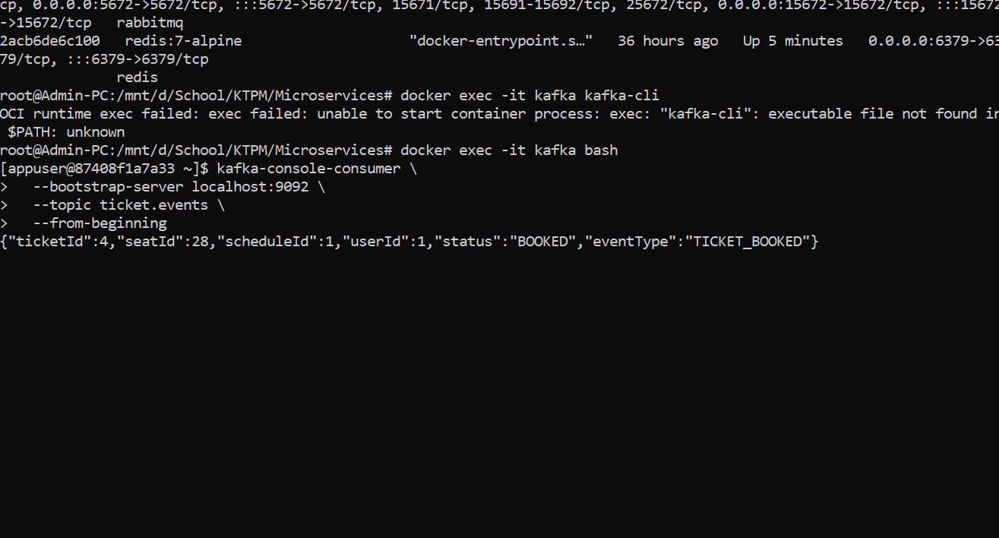 cp, 0.0.0.0:5672->5672/tcp, :::5672->5672/tcp, 15671/tcp, 15691-15692/tcp, 25672/tcp, 0.0.0.0:15672->15672/tcp, :::15672
->15672/tcp   rabbitmq
2acb6de6c100   redis:7-alpine                    "docker-entrypoint.s…"   36 hours ago   Up 5 minutes   0.0.0.0:6379->63
79/tcp, :::6379->6379/tcp
              redis
root@Admin-PC:/mnt/d/School/KTPM/Microservices# docker exec -it kafka kafka-cli
OCI runtime exec failed: exec failed: unable to start container process: exec: "kafka-cli": executable file not found in
 $PATH: unknown
root@Admin-PC:/mnt/d/School/KTPM/Microservices# docker exec -it kafka bash
[appuser@87408f1a7a33 ~]$ kafka-console-consumer \
>   --bootstrap-server localhost:9092 \
>   --topic ticket.events \
>   --from-beginning
{"ticketId":4,"seatId":28,"scheduleId":1,"userId":1,"status":"BOOKED","eventType":"TICKET_BOOKED"}